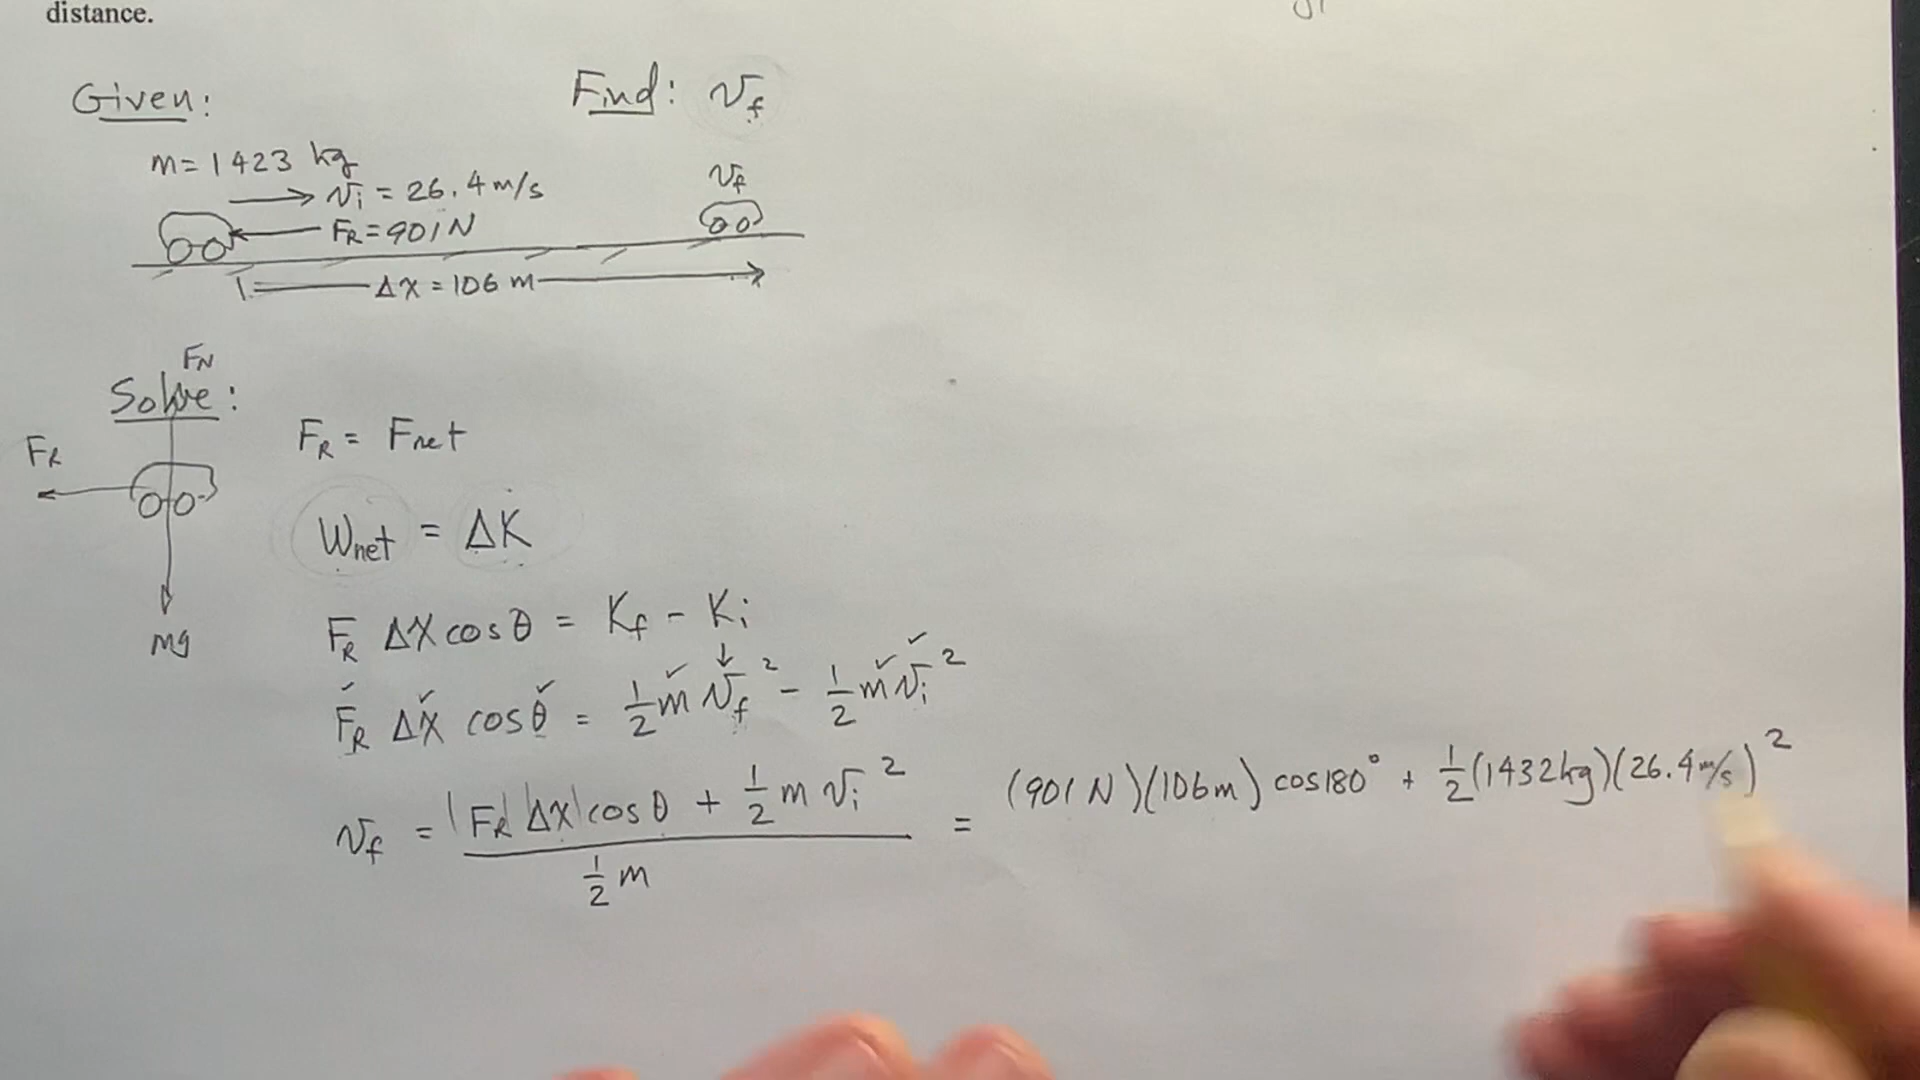 distance.
Given:
Find: vf
m = 1423 kg
vi = 26.4 m/s
FR = 901 N
vf
Δx = 106 m
FN
Solve:
FR
mg
FR = Fnet
Wnet = ΔK
FR Δx cos θ = Kf - Ki
FR Δx cos θ = 1/2 m vf² - 1/2 m vi²
vf = |FR| |Δx| cos θ + 1/2 m vi² / 1/2 m = (901 N)(106m) cos 180° + 1/2 (1432 kg)(26.4 m/s)²